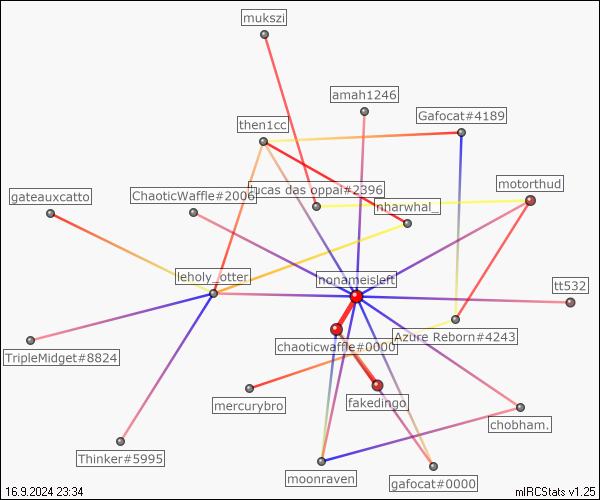 mukszi
amah1246
Gafocat#4189
then1cc
motorthud
lucas das oppai#2396
ChaoticWaffle#2006
gateauxcatto
nharwhal_
leholy_otter
nonameisleft
tt532
Azure Reborn#4243
chaoticwaffle#0000
TripleMidget#8824
mercurybro
fakedingo
chobham.
Thinker#5995
moonraven
gafocat#0000
16.9.2024 23:34
mIRCStats v1.25